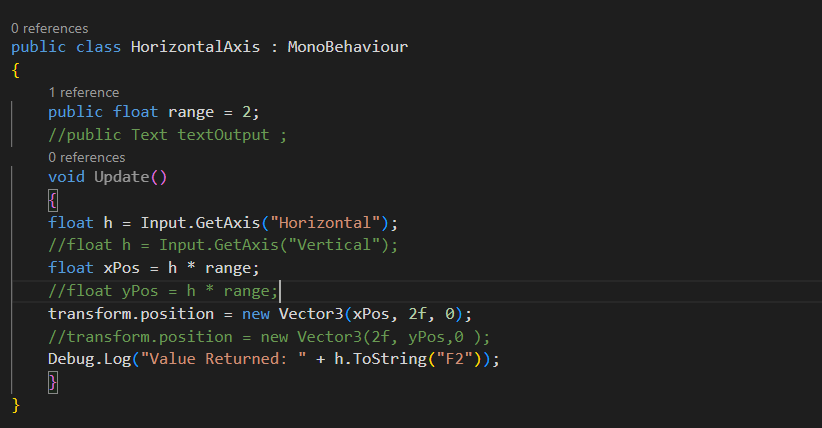 0 references
public class HorizontalAxis : MonoBehaviour
{
1 reference
public float range = 2;
//public Text textOutput ;
0 references
void Update()
{
float h = Input.GetAxis("Horizontal");
//float h = Input.GetAxis("Vertical");
float xPos = h * range;
//float yPos = h * range;
transform.position = new Vector3(xPos, 2f, 0);
//transform.position = new Vector3(2f, yPos,0 );
Debug.Log("Value Returned: " + h.ToString("F2"));
}
}